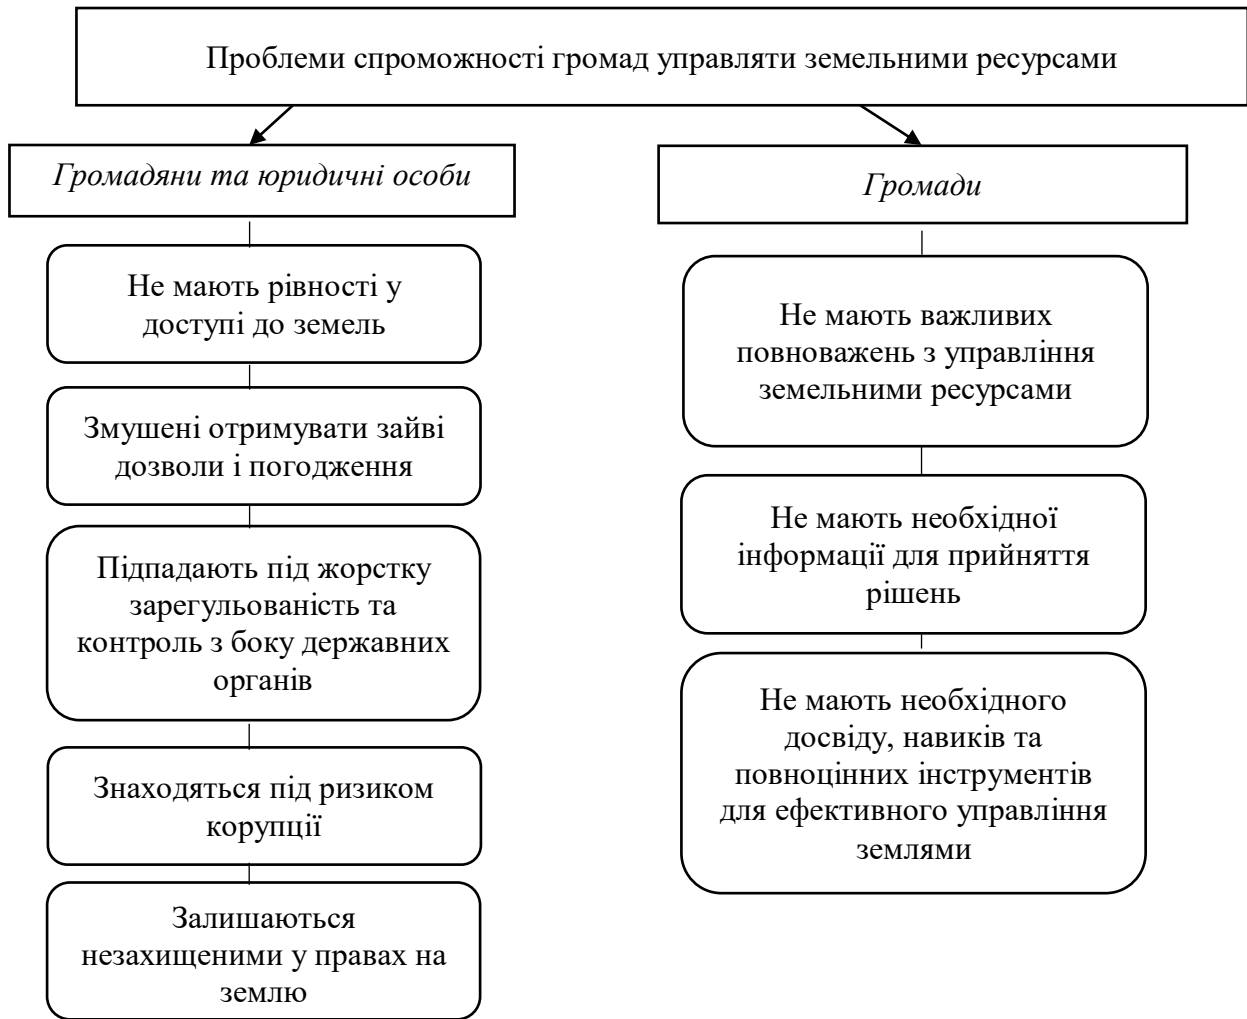 Проблеми спроможності громад управляти земельними ресурсами
Громадяни та юридичні особи
Не мають рівності у
доступі до земель
Змушені отримувати зайві
дозволи і погодження
Підпадають під жорстку
зарегульованість та
контроль з боку державних
органів
Знаходяться під ризиком
корупції
Залишаються
незахищеними у правах на
землю
Громади
Не мають важливих
повноважень з управління
земельними ресурсами
Не мають необхідної
інформації для прийняття
рішень
Не мають необхідного
досвіду, навиків та
повноцінних інструментів
для ефективного управління
землями